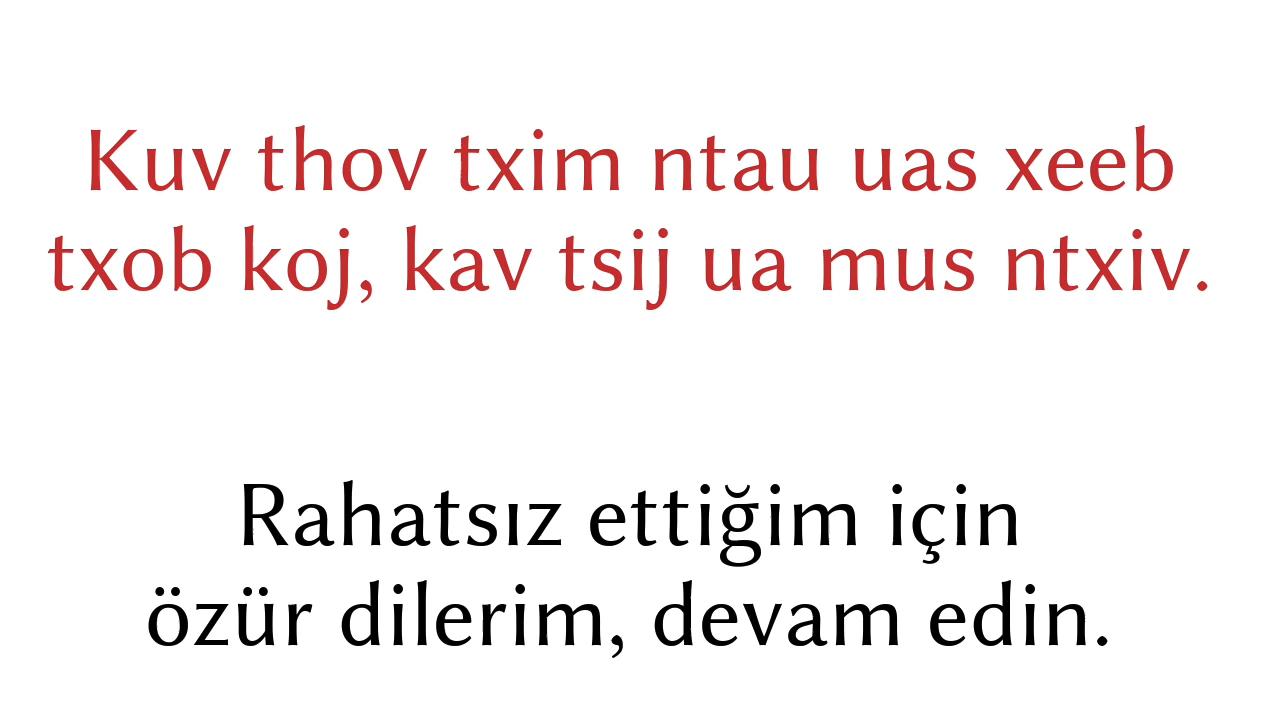 Kuv thov txim ntau uas xeeb
txob koj, kav tsij ua mus ntxiv.
Rahatsız ettiğim için
özür dilerim, devam edin.